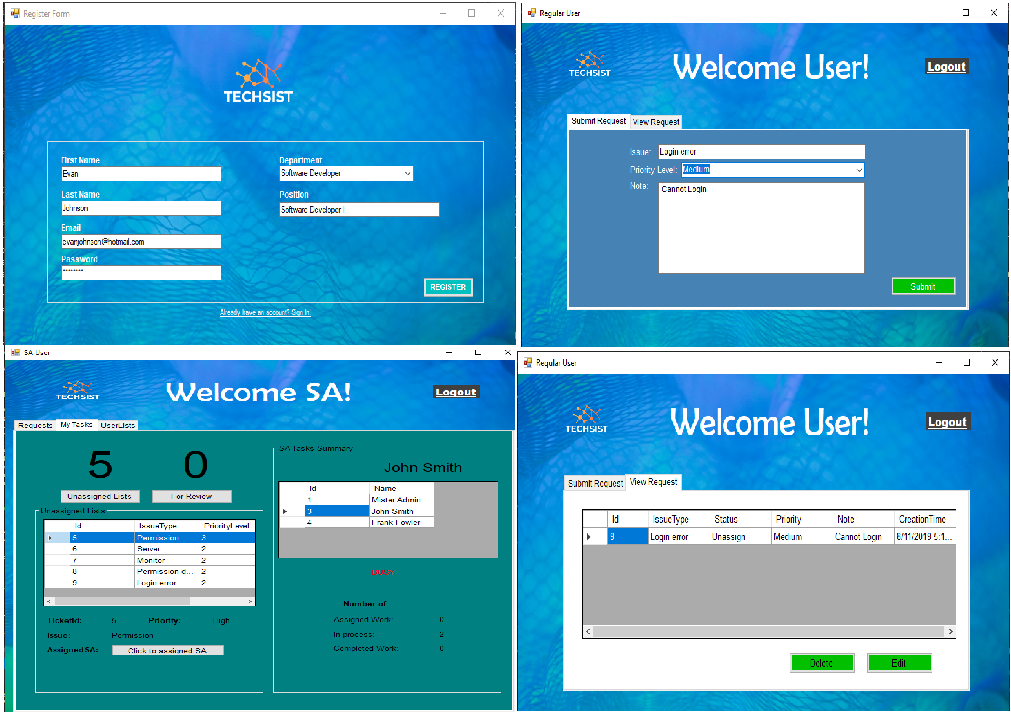 Register Form
TECHSIST
First Name
Evan
Department
Software Developer
Last Name
Johnson
Position
Software Developer I
Email
evanjohnson@hotmail.com
Password
********
REGISTER
Already have an account? Sign In.
Regular User
TECHSIST
Welcome User!
Logout
Submit Request View Request
Issue: Login error
Priority Level: Medium
Note: Cannot Login
Submit
SA User
TECHSIST
Welcome SA!
Logout
Requests My Tasks UserLists
5 0
Unassigned Lists For Review
Unassigned Lists
Id IssueType PriorityLevel
5 Permission 3
6 Server 2
7 Monitor 2
8 Permission d... 2
9 Login error 2
TicketId: 5 Priority: High
Issue: Permission
Assigned SA: Click to assigned SA
SA Tasks Summary
John Smith
Id Name
1 Mister Admin
3 John Smith
4 Frank Fowler
Number of
Assigned Work: 0
In process: 2
Completed Work: 0
Regular User
TECHSIST
Welcome User!
Logout
Submit Request View Request
Id IssueType Status Priority Note CreationTime
9 Login error Unassign Medium Cannot Login 8/11/2019 5:1...
Delete Edit